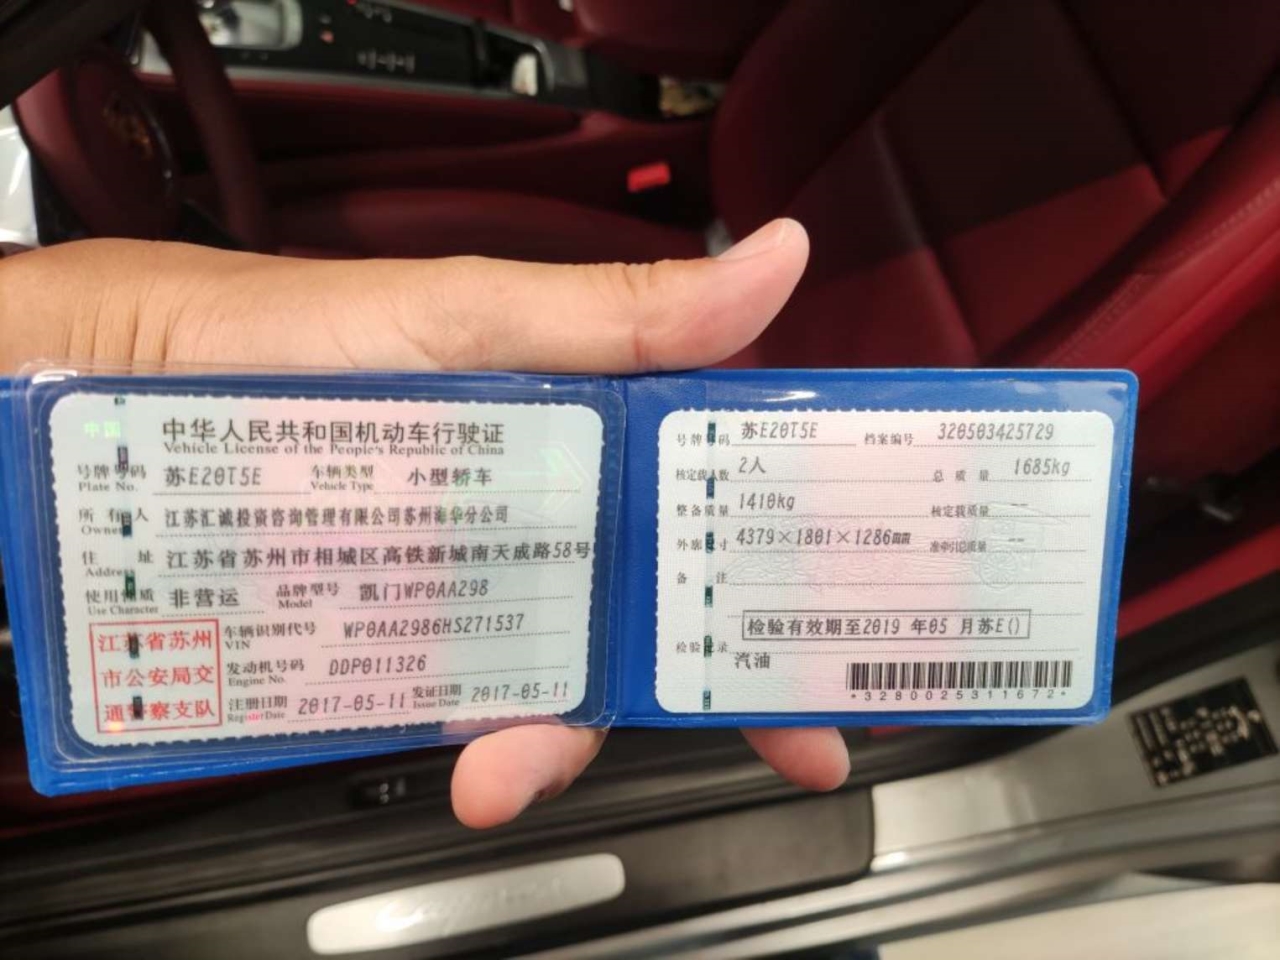 中国
中华人民共和国机动车行驶证
Vehicle License of the People's Republic of China
号牌号码 苏E20T5E 车辆类型 小型轿车
Plate No. Vehicle Type
所有人 江苏汇诚投资咨询管理有限公司苏州海华分公司
Owner
住址 江苏省苏州市相城区高铁新城南天成路58号
Address
使用性质 非营运 品牌型号 凯门WP0AA298
Use Character Model
江苏省苏州
市公安局交
通警察支队
车辆识别代号 WP0AA2986HS271537
VIN
发动机号码 DDP011326
Engine No.
注册日期 2017-05-11 发证日期 2017-05-11
Register Date Issue Date
号牌号码 苏E20T5E 档案编号 320503425729
核定载人数 2人 总质量 1685kg
整备质量 1410kg 核定载质量 --
外廓尺寸 4379×1801×1286mm 准牵引总质量 --
备注
检验有效期至2019 年05 月苏E()
检验记录
汽油
*3280025311672*